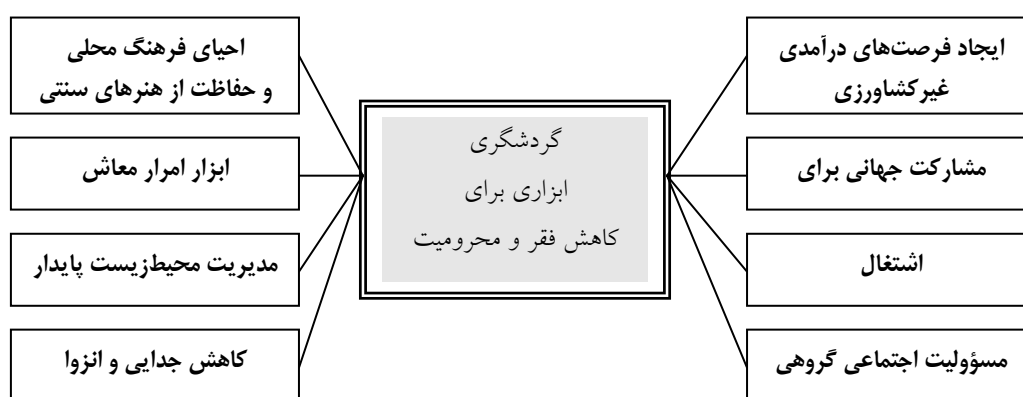 ایجاد فرصت‌های درآمدی
غیرکشاورزی
مشارکت جهانی برای
اشتغال
مسؤولیت اجتماعی گروهی
گردشگری
ابزاری برای
کاهش فقر و محرومیت
احیای فرهنگ محلی
و حفاظت از هنرهای سنتی
ابزار امرار معاش
مدیریت محیط‌زیست پایدار
کاهش جدایی و انزوا